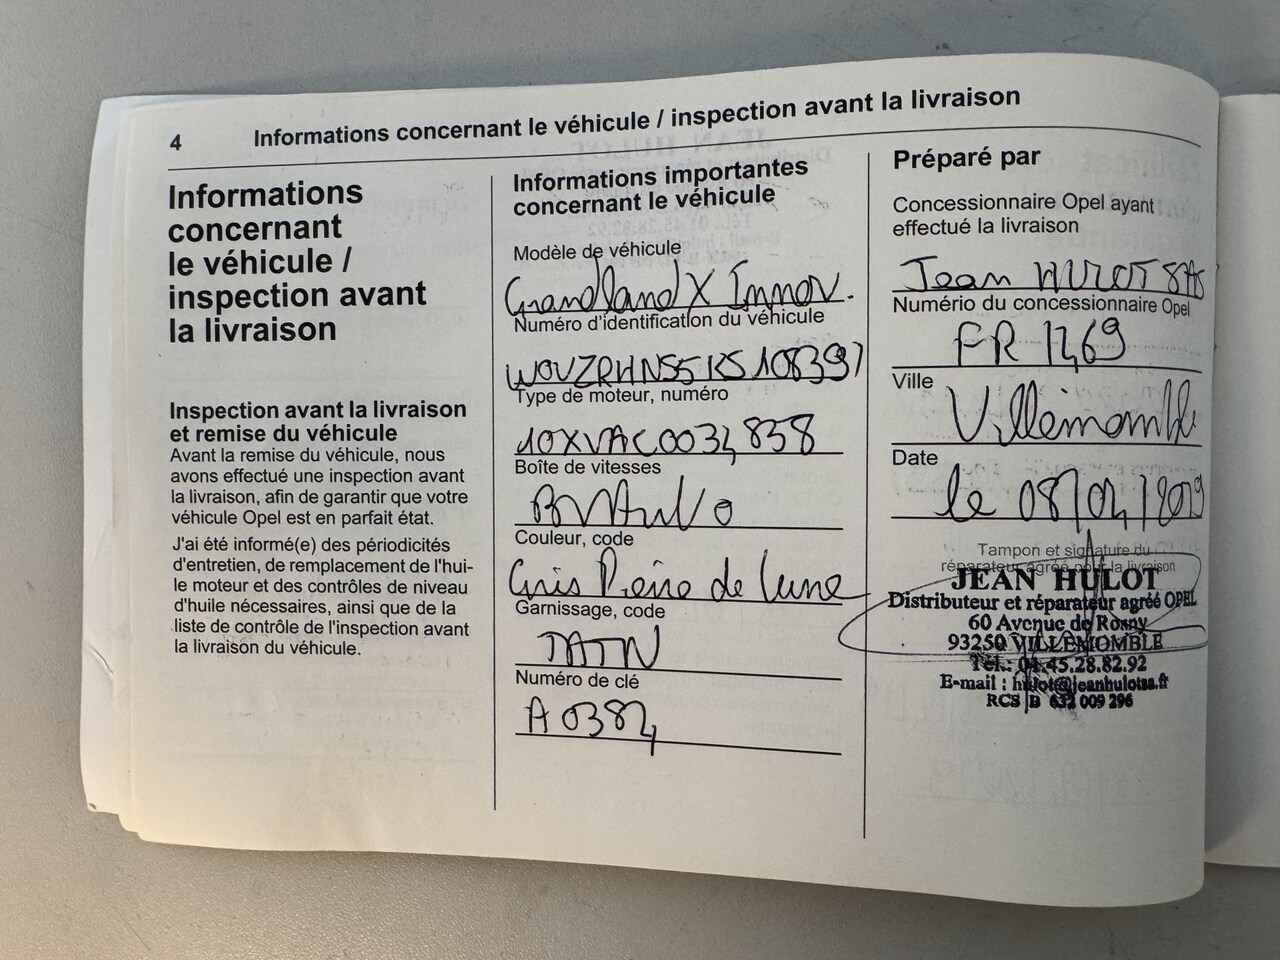 4
Informations concernant le véhicule / inspection avant la livraison
Informations
concernant
le véhicule /
inspection avant
la livraison
Inspection avant la livraison
et remise du véhicule
Avant la remise du véhicule, nous
avons effectué une inspection avant
la livraison, afin de garantir que votre
véhicule Opel est en parfait état.
J'ai été informé(e) des périodicités
d'entretien, de remplacement de l'hui-
le moteur et des contrôles de niveau
d'huile nécessaires, ainsi que de la
liste de contrôle de l'inspection avant
la livraison du véhicule.
Informations importantes
concernant le véhicule
Modèle de véhicule
Grandland X Innov.
Numéro d'identification du véhicule
W0VZRHNS5KS108397
Type de moteur, numéro
10XVAC0034838
Boîte de vitesses
Couleur, code
Gris Pierre de Lune
Garnissage, code
Numéro de clé
A0384
Préparé par
Concessionnaire Opel ayant
effectué la livraison
Jean HULOT SAS
Numério du concessionnaire Opel
FR 1469
Ville
Villemomble
Date
le 08/04/2019
Tampon et signature du
réparateur agréé pour la livraison
JEAN HULOT
Distributeur et réparateur agréé OPEL
60 Avenue de Rosny
93250 VILLEMOMBLE
Tél.: 01.45.28.82.92
E-mail : hulot@jeanhulotsa.fr
RCS B 632 009 296